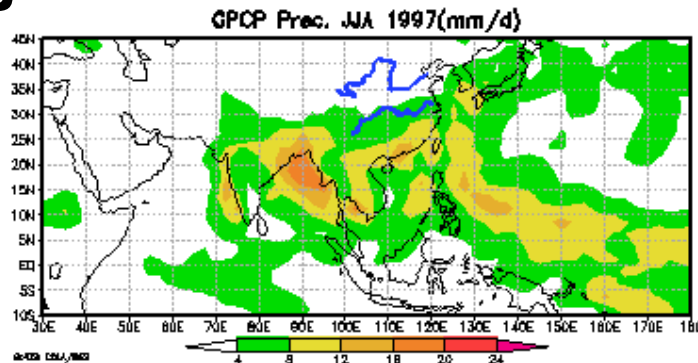 GPCP Prec. JJA 1997(mm/d)
45N
40N
35N
30N
25N
20N
15N
10N
5N
EQ
5S
10S
30E 40E 50E 60E 70E 80E 90E 100E 110E 120E 130E 140E 150E 160E 170E 180
4 8 12 16 20 24